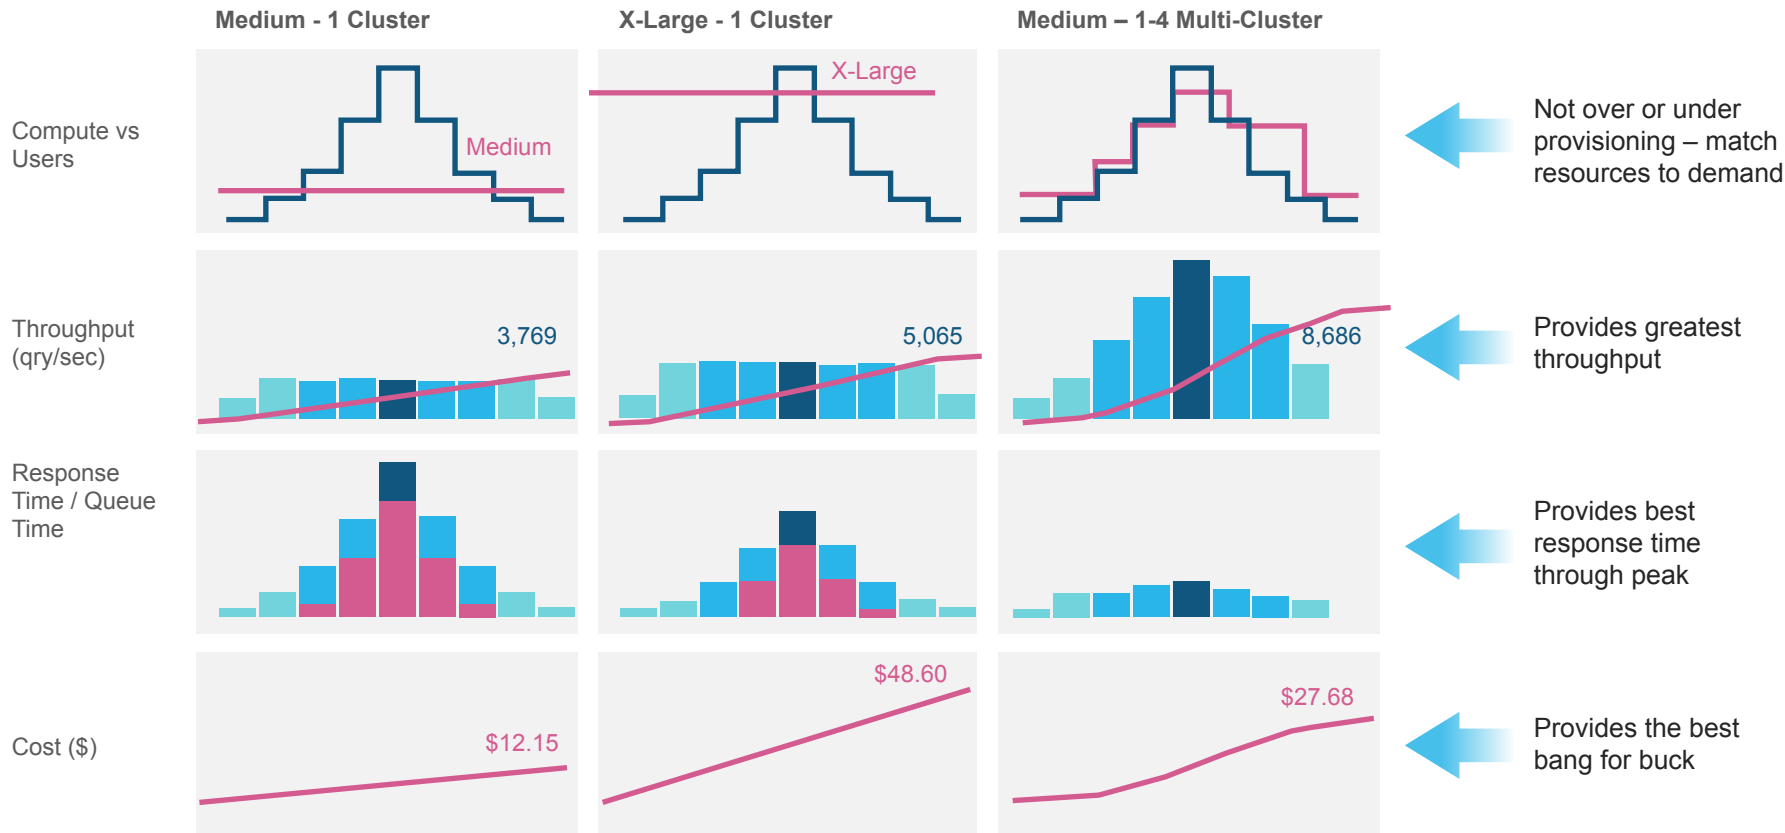 Medium - 1 Cluster
X-Large - 1 Cluster
Medium – 1-4 Multi-Cluster
Compute vs
Users
Medium
X-Large
Not over or under
provisioning – match
resources to demand
Throughput
(qry/sec)
3,769
5,065
8,686
Provides greatest
throughput
Response
Time / Queue
Time
Provides best
response time
through peak
Cost ($)
$12.15
$48.60
$27.68
Provides the best
bang for buck